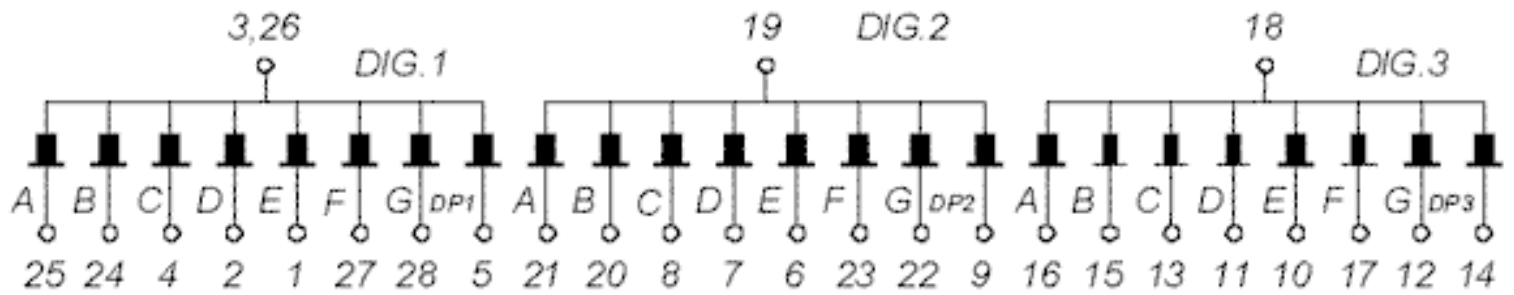 3,26 19 DIG.2 18
DIG.1 DIG.3
A B C D E F G DP1 A B C D E F G DP2 A B C D E F G DP3
25 24 4 2 1 27 28 5 21 20 8 7 6 23 22 9 16 15 13 11 10 17 12 14